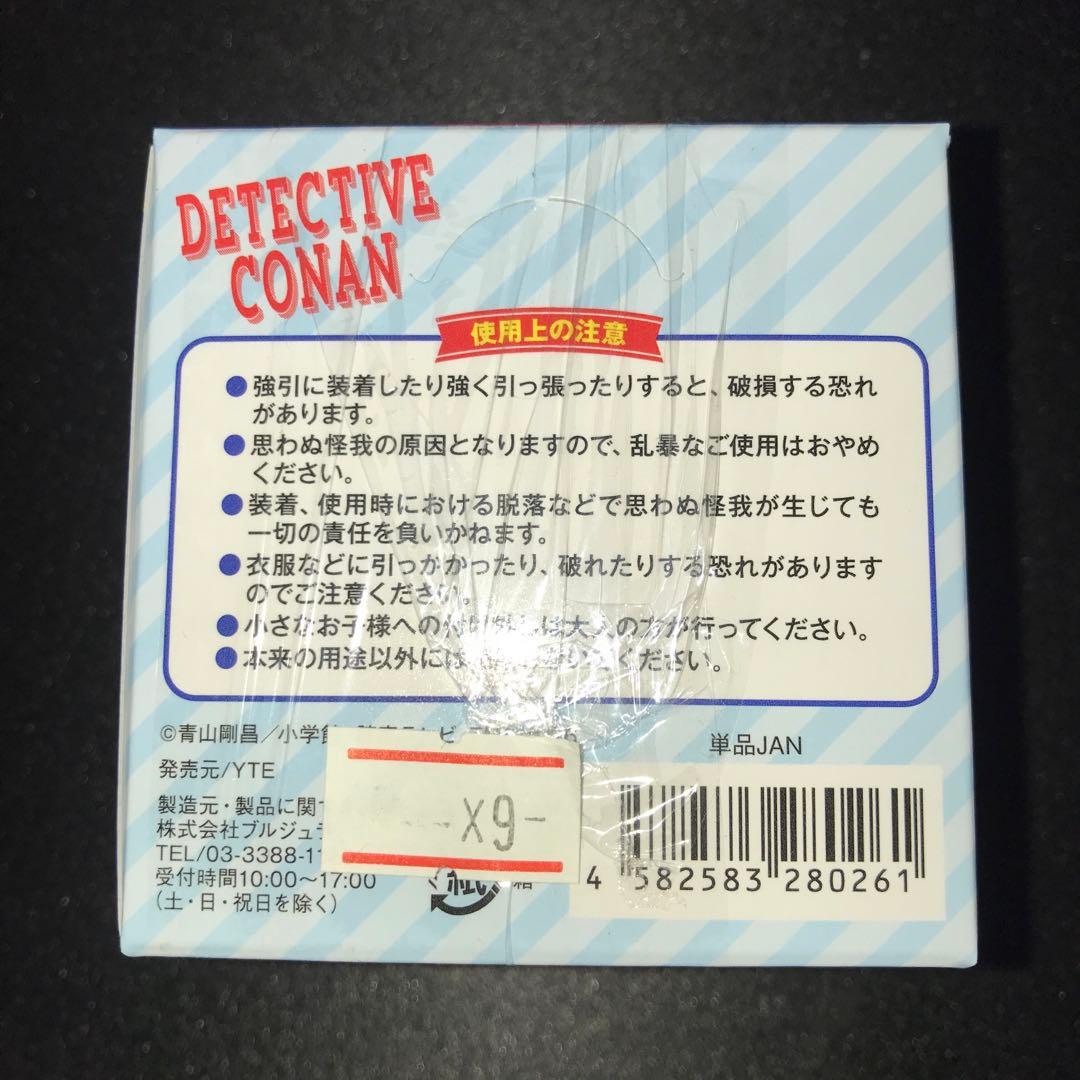 DETECTIVE
CONAN
使用上の注意
●強引に装着したり強く引っ張ったりすると、破損する恐れ
があります。
●思わぬ怪我の原因となりますので、乱暴なご使用はおやめ
ください。
●装着、使用時における脱落などで思わぬ怪我が生じても
一切の責任を負いかねます。
●衣服などに引っかかったり、破れたりする恐れがあります
のでご注意ください。
●小さなお子様への付け外しは大人の方が行ってください。
●本来の用途以外には ください。
©青山剛昌／小学館
単品JAN
発売元/YTE
製造元・製品に関
株式会社ブルジュ
TEL/03-3388-1
受付時間10:00～17:00
(土・日・祝日を除く)
X9-
紙 箱
4 582583 280261